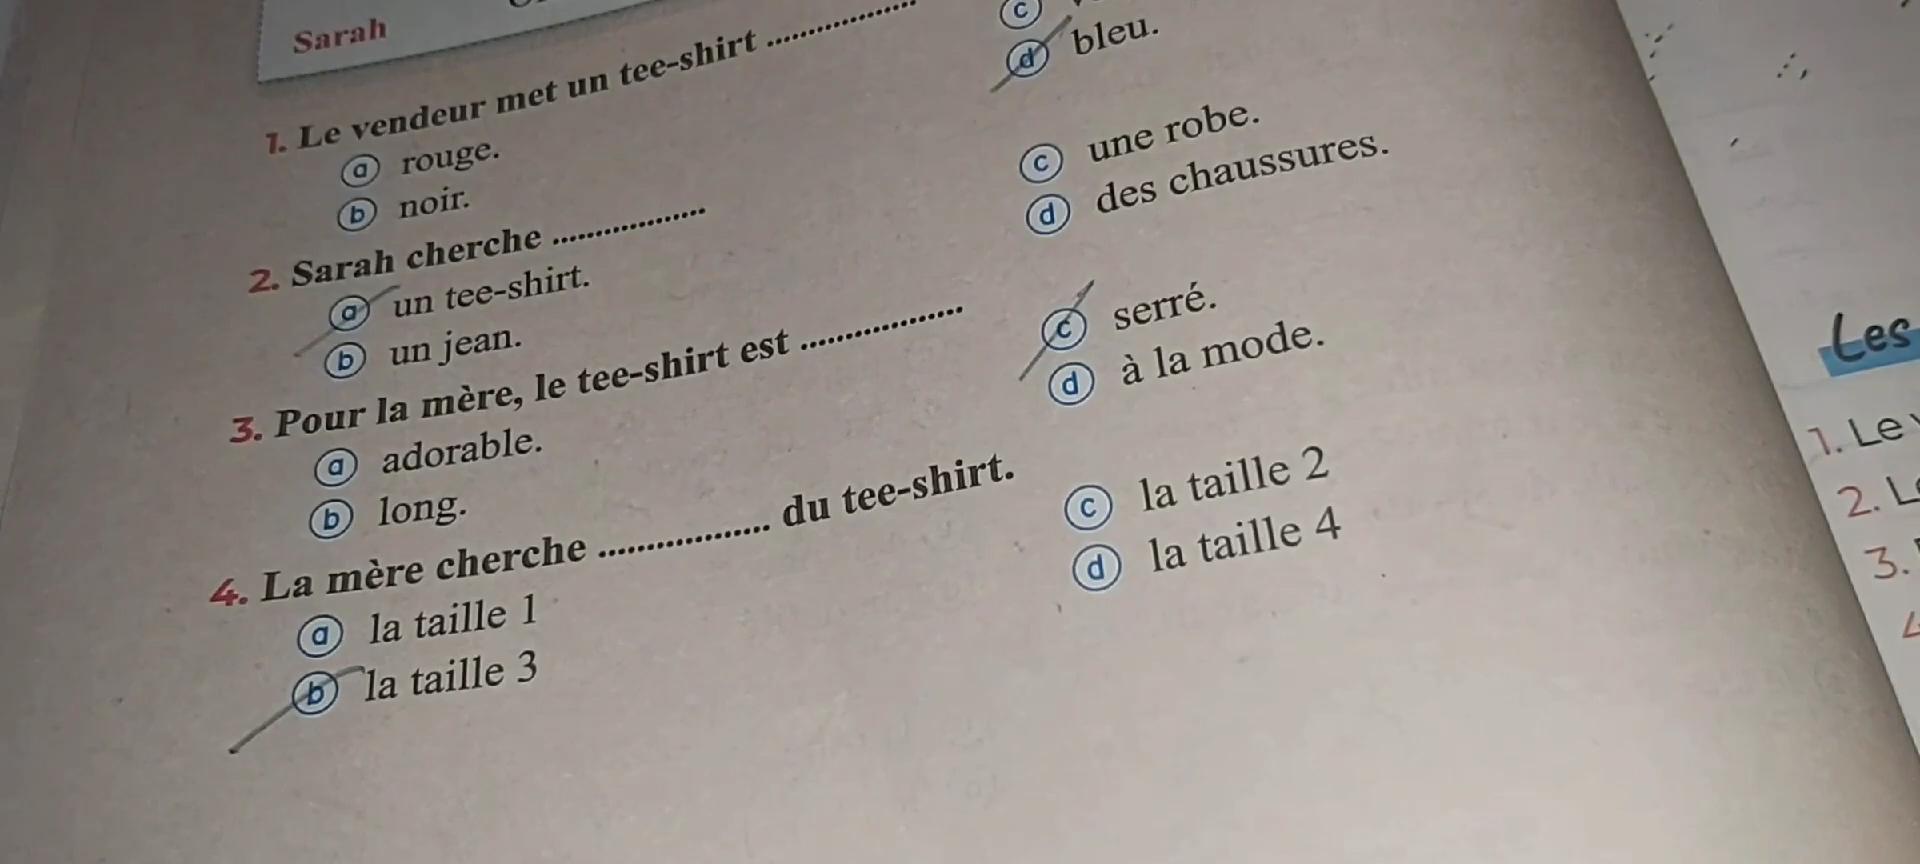 Sarah
1. Le vendeur met un tee-shirt ................
a rouge.
b noir.
c
d bleu.
2. Sarah cherche ................
a un tee-shirt.
b un jean.
c une robe.
d des chaussures.
3. Pour la mère, le tee-shirt est ................
a adorable.
b long.
c serré.
d à la mode.
4. La mère cherche ................ du tee-shirt.
a la taille 1
b la taille 3
c la taille 2
d la taille 4
Les
1. Le
2. L
3.